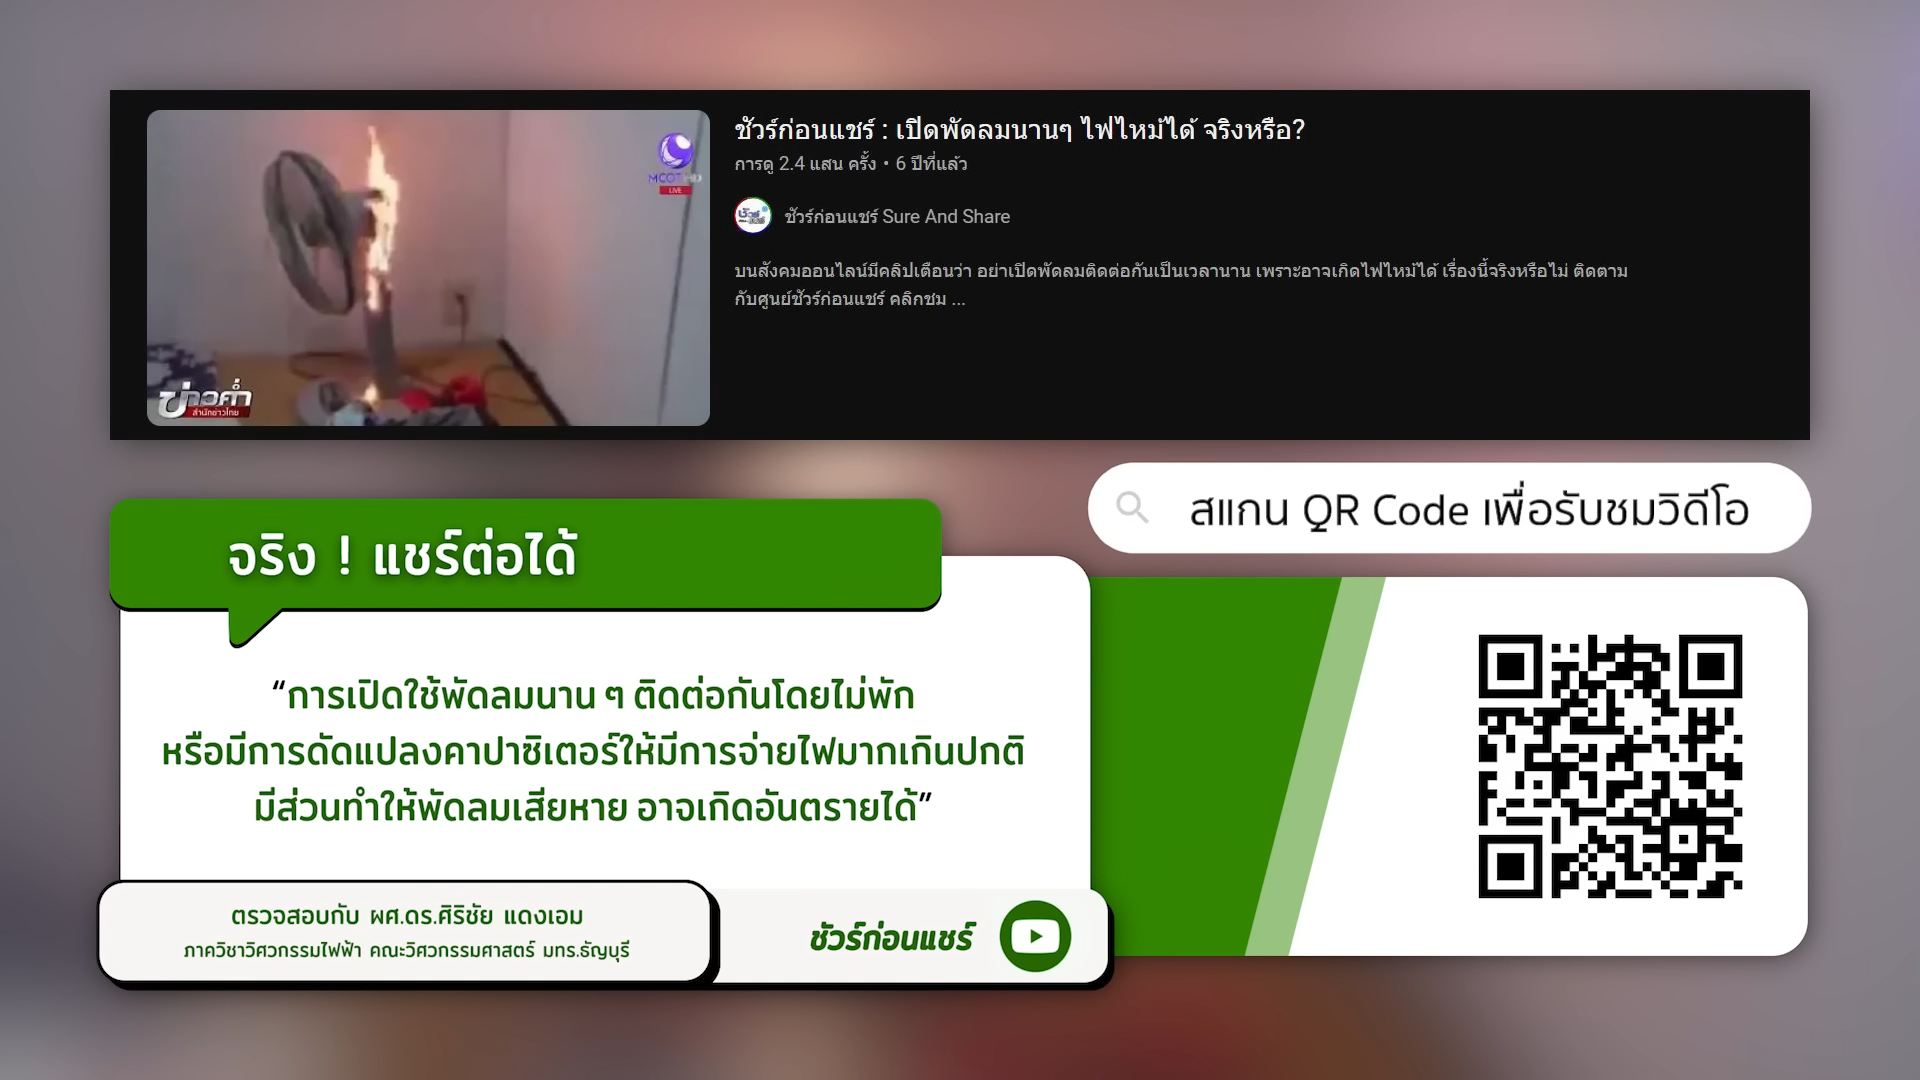 ชัวร์ก่อนแชร์ : เปิดพัดลมนานๆ ไฟไหม้ได้ จริงหรือ?
การดู 2.4 แสน ครั้ง • 6 ปีที่แล้ว
ชัวร์ก่อนแชร์ Sure And Share
บนสังคมออนไลน์มีคลิปเตือนว่า อย่าเปิดพัดลมติดต่อกันเป็นเวลานาน เพราะอาจเกิดไฟไหม้ได้ เรื่องนี้จริงหรือไม่ ติดตาม
กับศูนย์ชัวร์ก่อนแชร์ คลิกชม ...
MCOT HD
LIVE
ข่าวค่ำ
สำนักข่าวไทย
สแกน QR Code เพื่อรับชมวิดีโอ
จริง ! แชร์ต่อได้
“การเปิดใช้พัดลมนาน ๆ ติดต่อกันโดยไม่พัก
หรือมีการดัดแปลงคาปาซิเตอร์ให้มีการจ่ายไฟมากเกินปกติ
มีส่วนทำให้พัดลมเสียหาย อาจเกิดอันตรายได้”
ตรวจสอบกับ ผศ.ดร.ศิริชัย แดงเอม
ภาควิชาวิศวกรรมไฟฟ้า คณะวิศวกรรมศาสตร์ มทร.ธัญบุรี
ชัวร์ก่อนแชร์